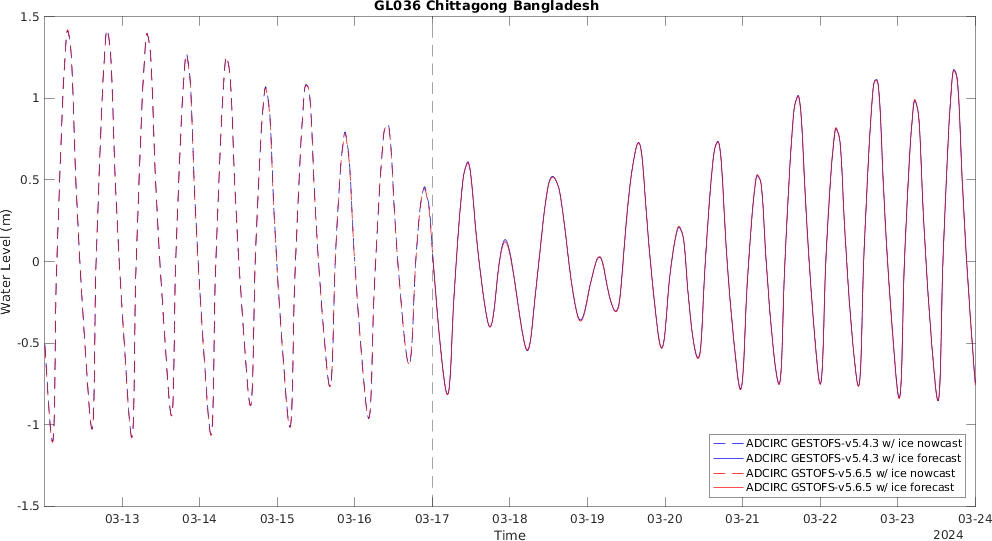 GL036 Chittagong Bangladesh
1.5
1
0.5
0
-0.5
-1
-1.5
Water Level (m)
03-13 03-14 03-15 03-16 03-17 03-18 03-19 03-20 03-21 03-22 03-23 03-24
Time
2024
ADCIRC GESTOFS-v5.4.3 w/ ice nowcast
ADCIRC GESTOFS-v5.4.3 w/ ice forecast
ADCIRC GSTOFS-v5.6.5 w/ ice nowcast
ADCIRC GSTOFS-v5.6.5 w/ ice forecast